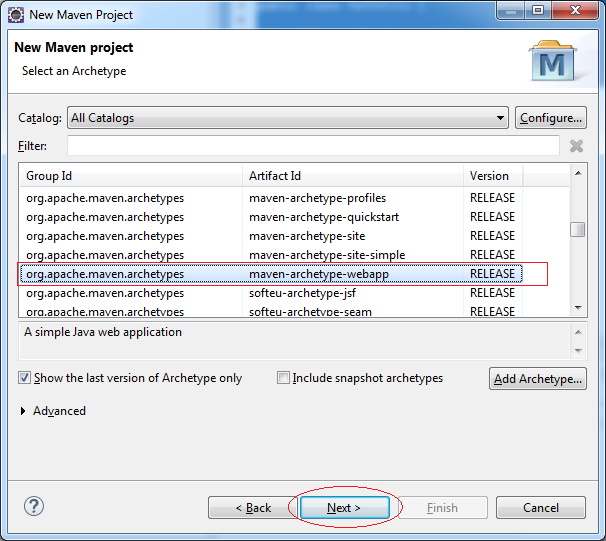 New Maven Project
New Maven project
Select an Archetype
M
Catalog: All Catalogs Configure...
Filter:
Group Id Artifact Id Version
org.apache.maven.archetypes maven-archetype-profiles RELEASE
org.apache.maven.archetypes maven-archetype-quickstart RELEASE
org.apache.maven.archetypes maven-archetype-site RELEASE
org.apache.maven.archetypes maven-archetype-site-simple RELEASE
org.apache.maven.archetypes maven-archetype-webapp RELEASE
org.apache.maven.archetypes softeu-archetype-jsf RELEASE
org.apache.maven.archetypes softeu-archetype-seam RELEASE
A simple Java web application
Show the last version of Archetype only Include snapshot archetypes Add Archetype...
Advanced
? < Back Next > Finish Cancel